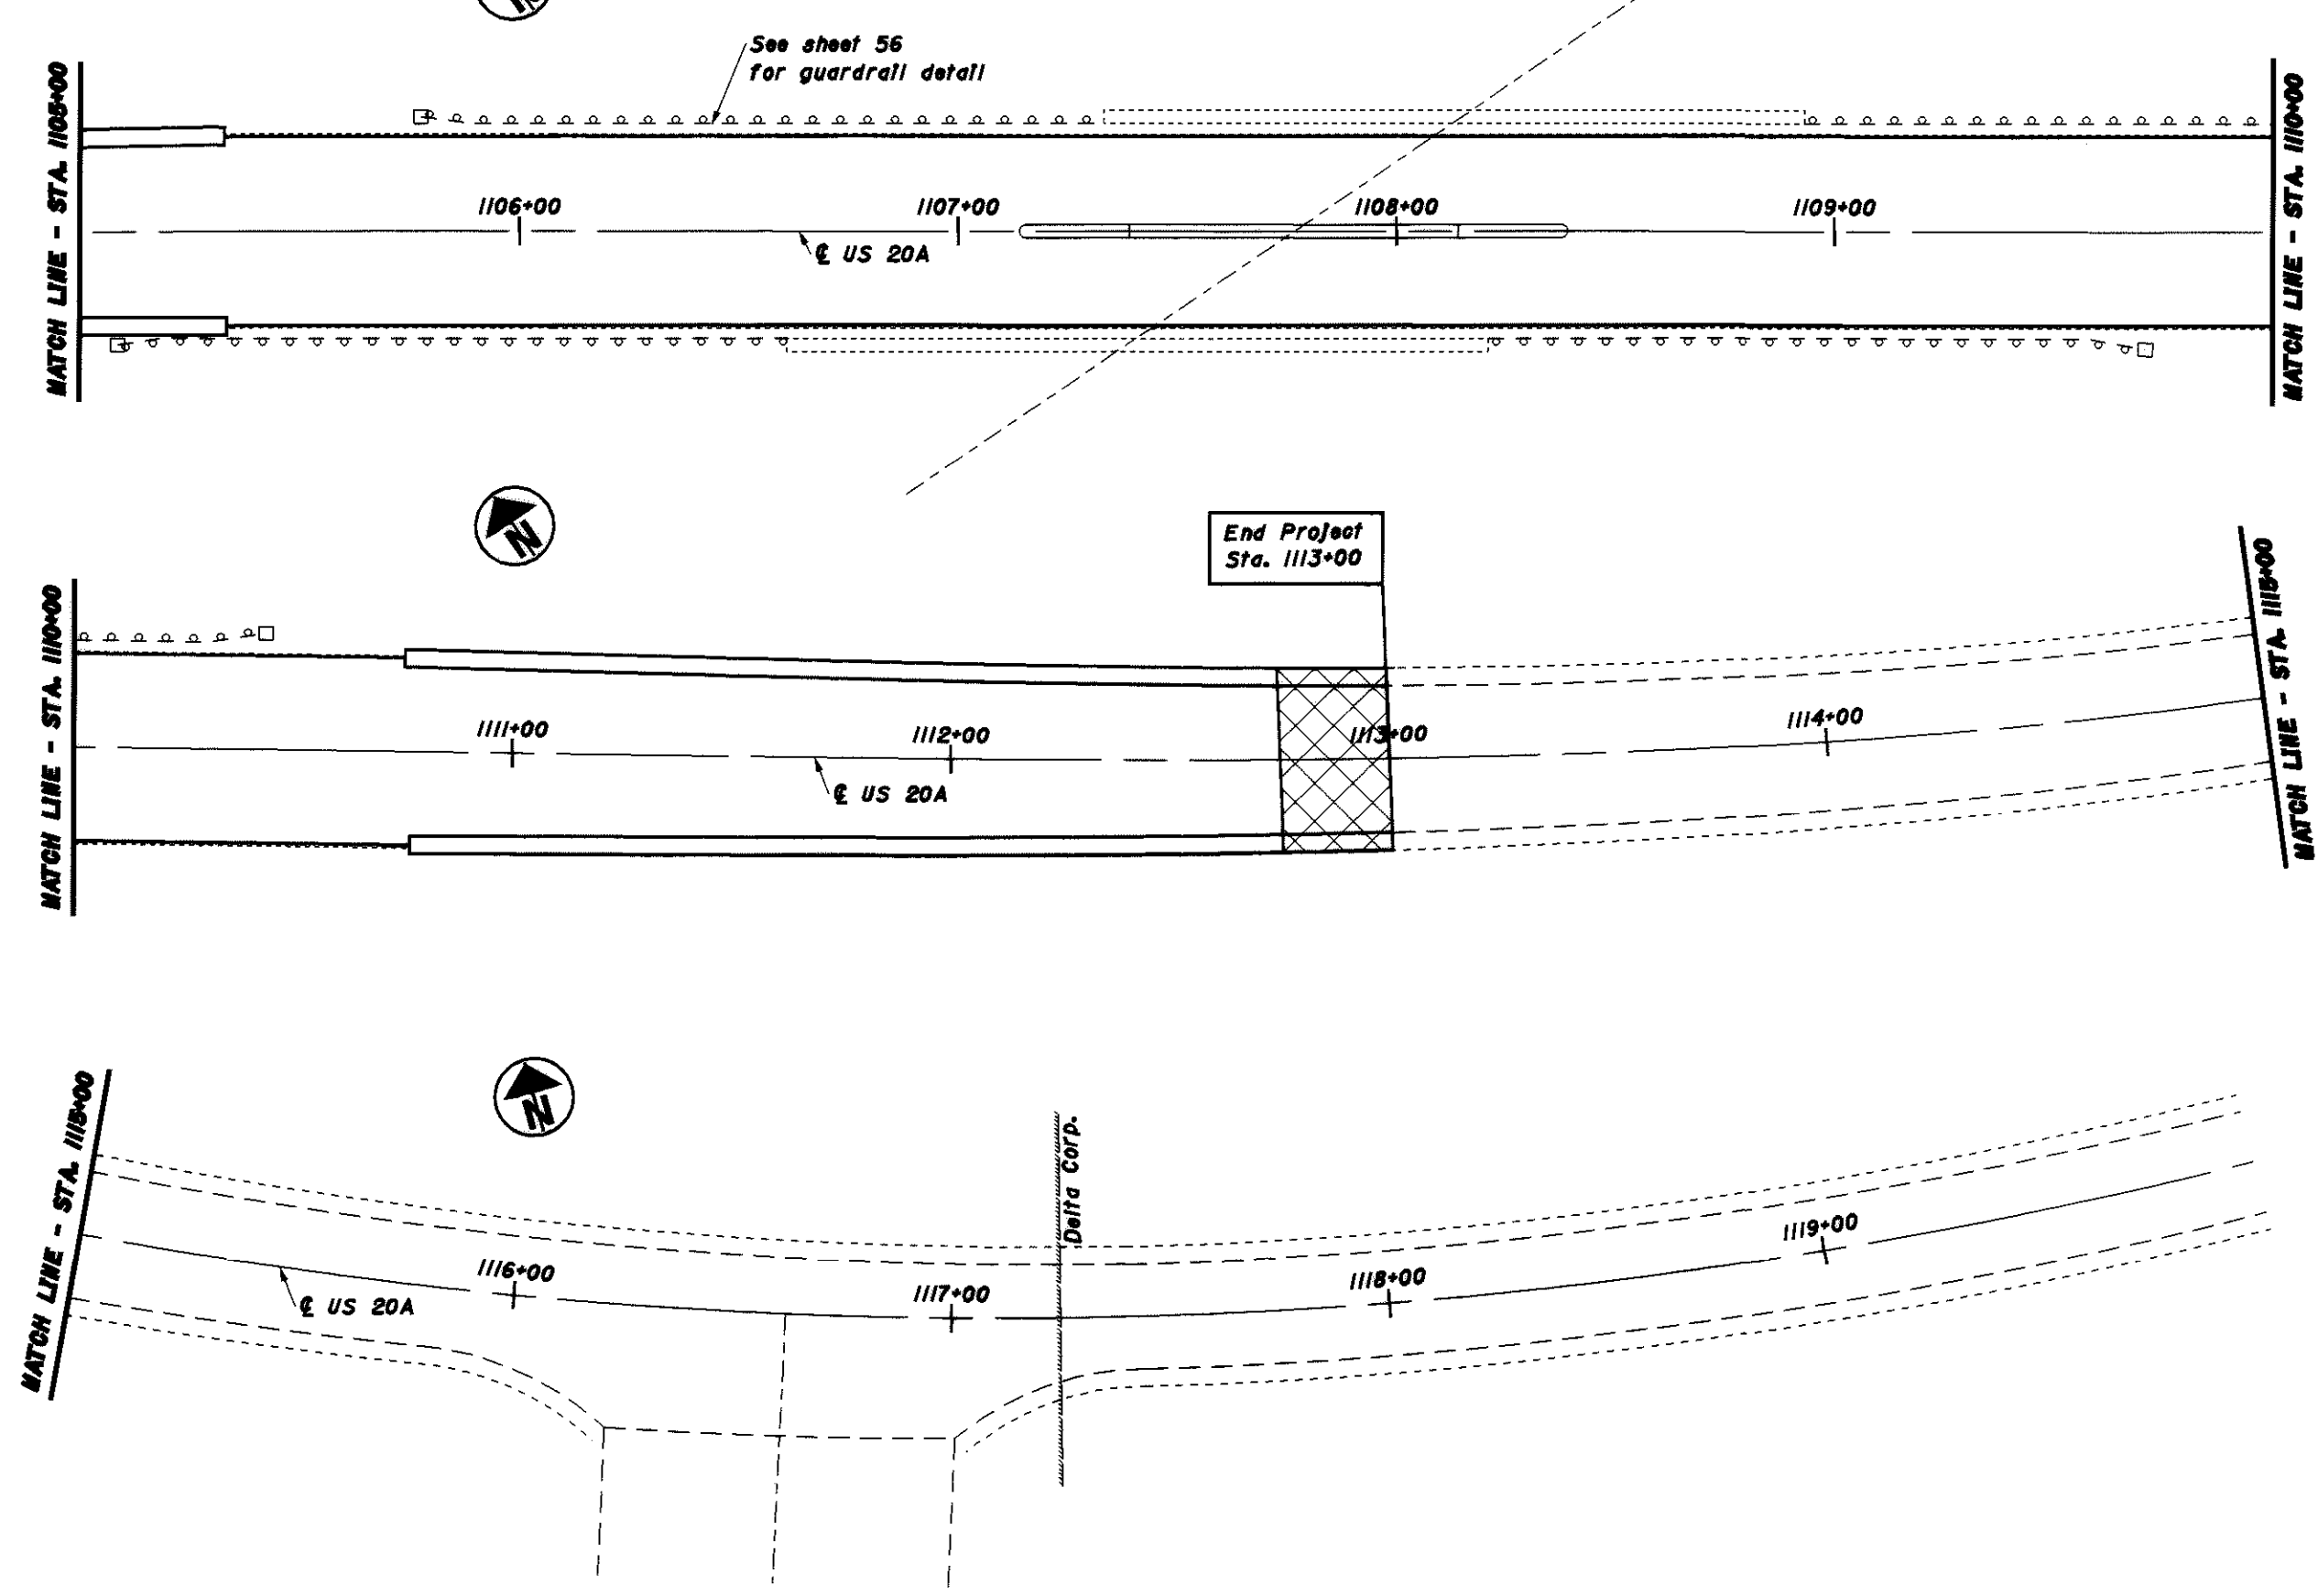 See sheet 56
for guardrail detail
MATCH LINE - STA. 1105+00
1106+00
1107+00
1108+00
1109+00
℄ US 20A
MATCH LINE - STA. 1110+00
N
End Project
Sta. 1113+00
MATCH LINE - STA. 1110+00
1111+00
1112+00
1113+00
1114+00
℄ US 20A
MATCH LINE - STA. 1115+00
N
MATCH LINE - STA. 1115+00
Delta Corp.
1116+00
1117+00
1118+00
1119+00
℄ US 20A